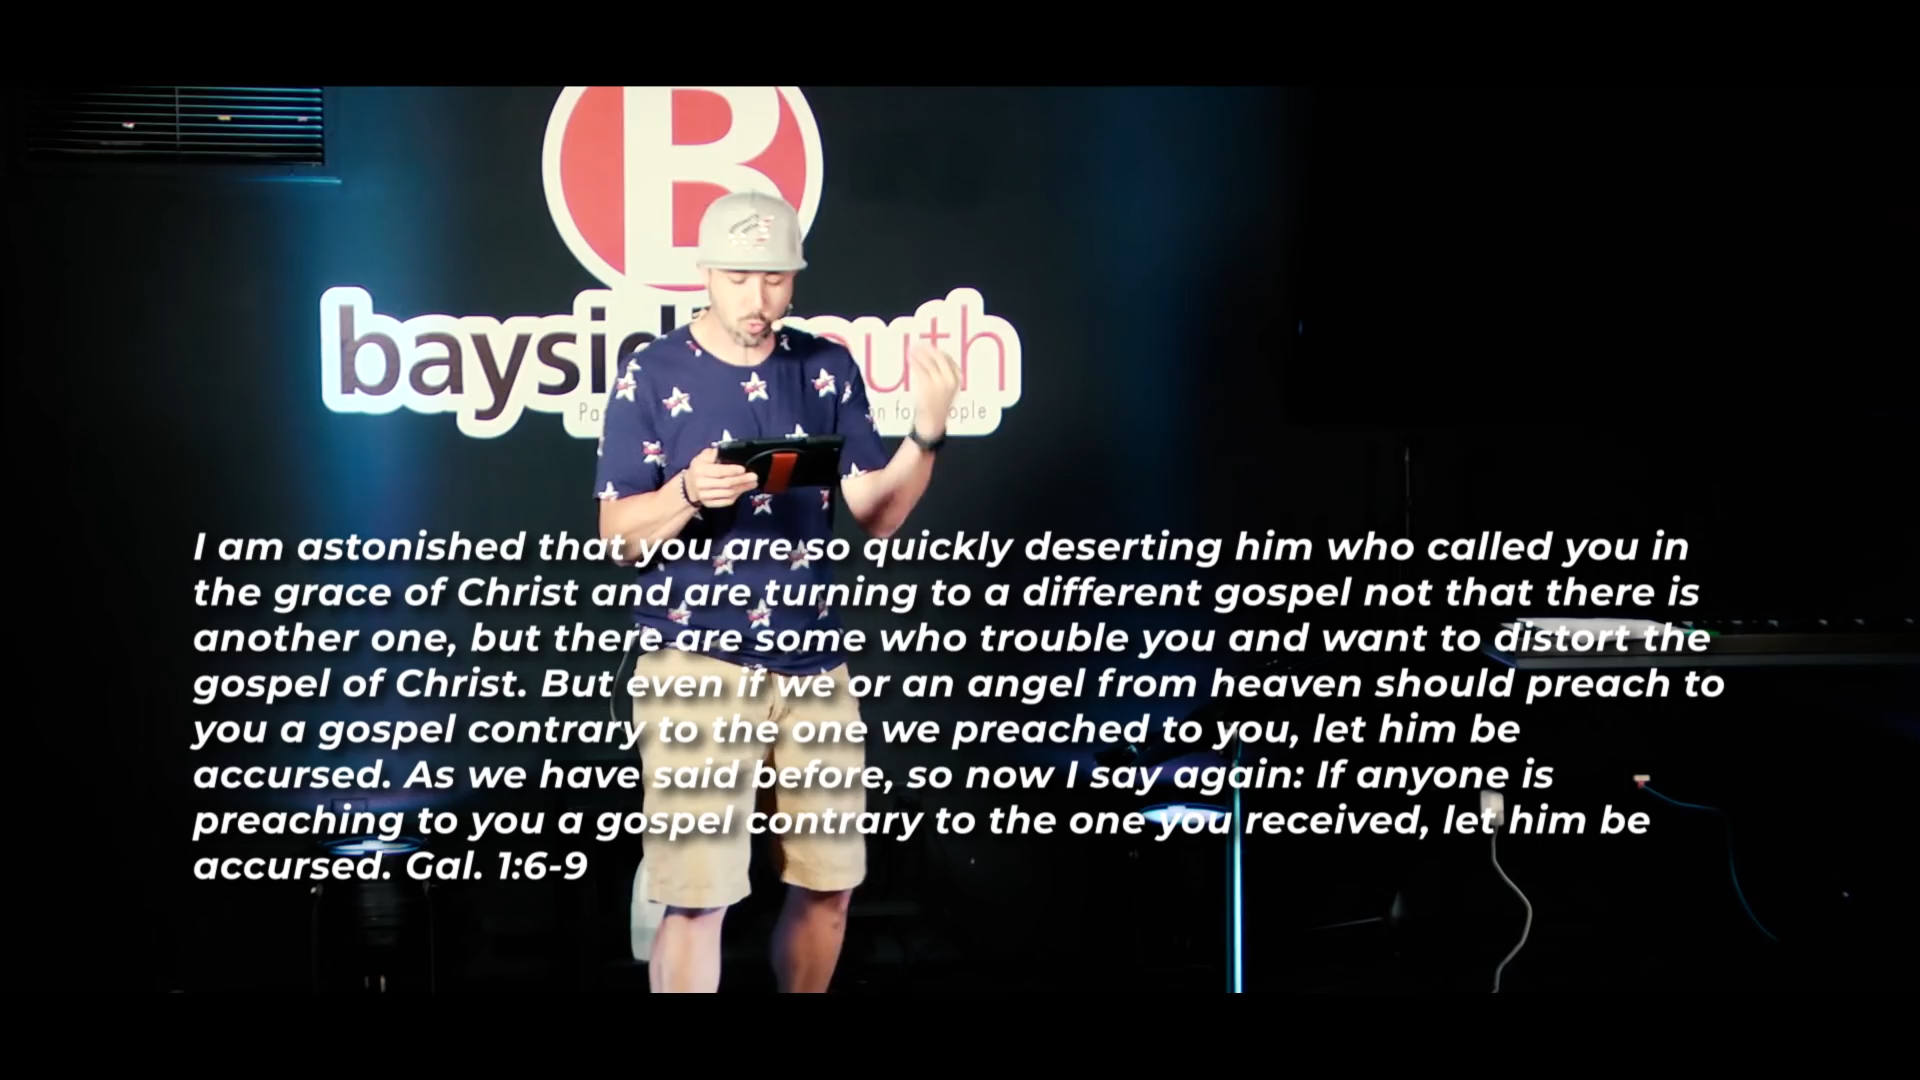 B
I am astonished that you are so quickly deserting him who called you in
the grace of Christ and are turning to a different gospel not that there is
another one, but there are some who trouble you and want to distort the
gospel of Christ. But even if we or an angel from heaven should preach to
you a gospel contrary to the one we preached to you, let him be
accursed. As we have said before, so now I say again: If anyone is
preaching to you a gospel contrary to the one you received, let him be
accursed. Gal. 1:6-9